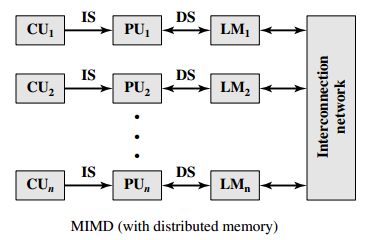 IS DS
CU1 PU1 LM1
IS DS
CU2 PU2 LM2
IS DS
CUn PUn LMn
Interconnection
network
MIMD (with distributed memory)